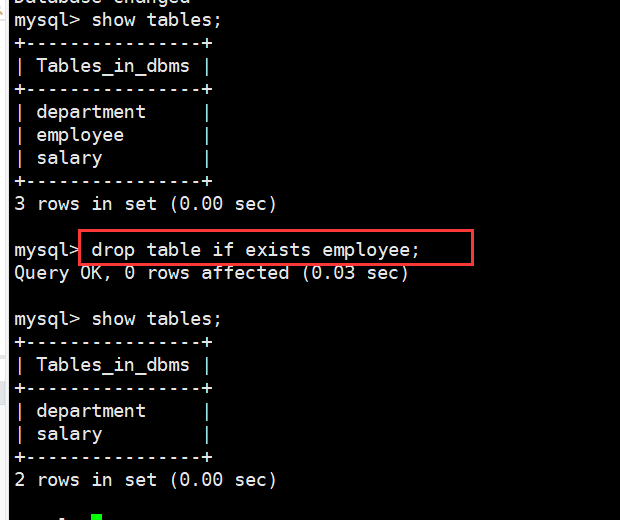 Database changed
mysql> show tables;
+----------------+
| Tables_in_dbms |
+----------------+
| department     |
| employee       |
| salary         |
+----------------+
3 rows in set (0.00 sec)
mysql> drop table if exists employee;
Query OK, 0 rows affected (0.03 sec)
mysql> show tables;
+----------------+
| Tables_in_dbms |
+----------------+
| department     |
| salary         |
+----------------+
2 rows in set (0.00 sec)